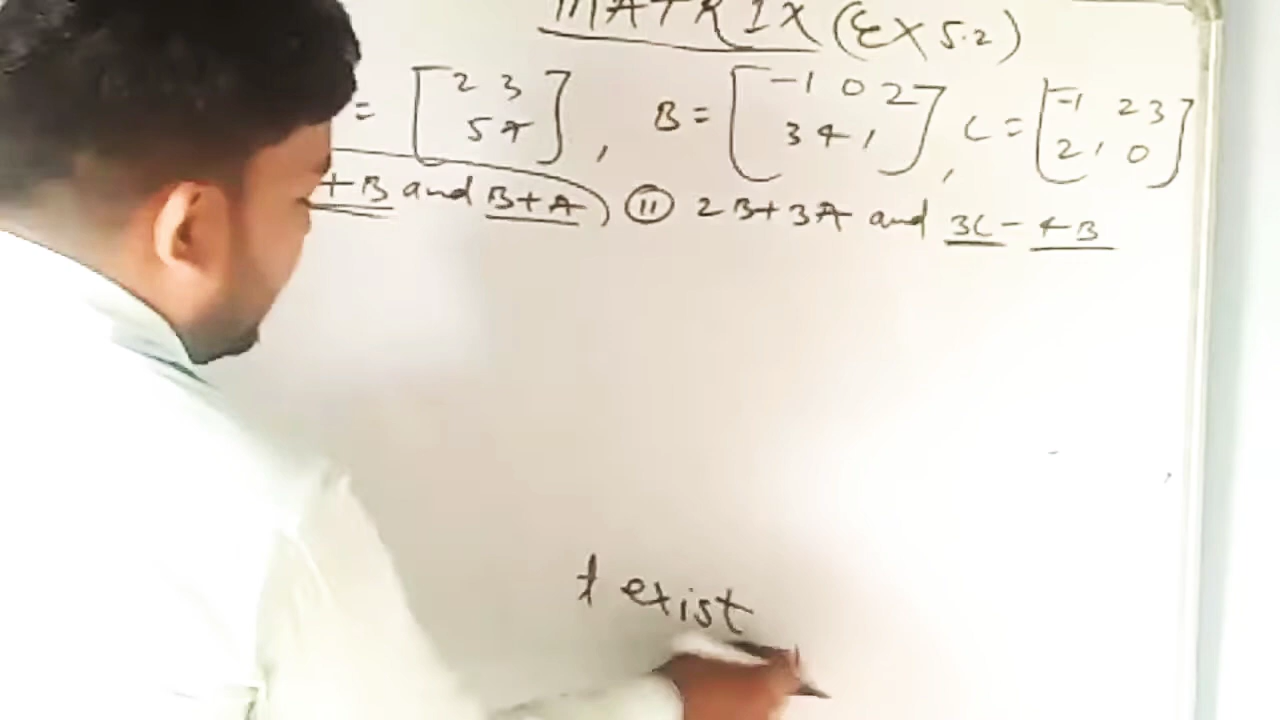 MATRIX (EX 5.2)
= [2 3 5 7], B = [-1 0 2 3 4 1], C = [-1 2 3 2 1 0]
+B and B+A, (ii) 2B+3A and 3C-4B
t exist